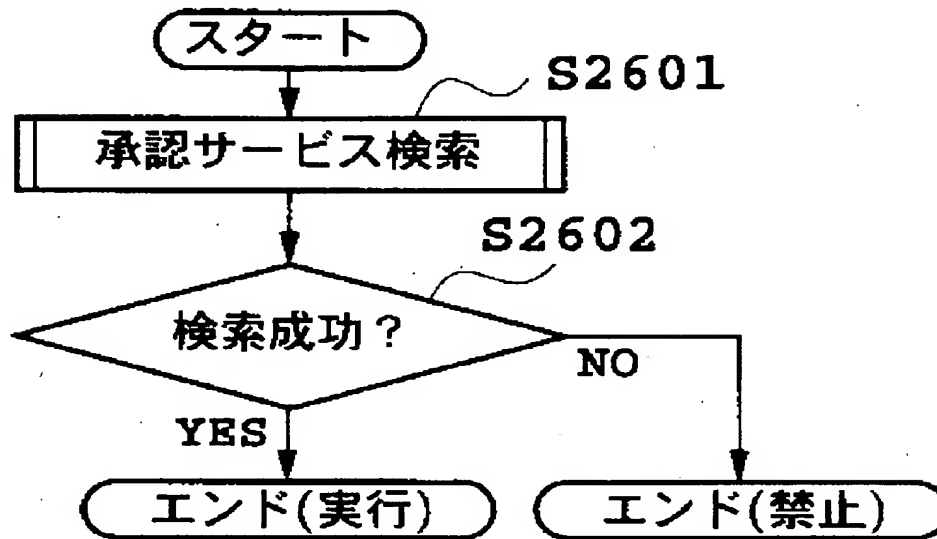 スタート
S2601
承認サービス検索
S2602
検索成功?
NO
YES
エンド(実行)
エンド(禁止)